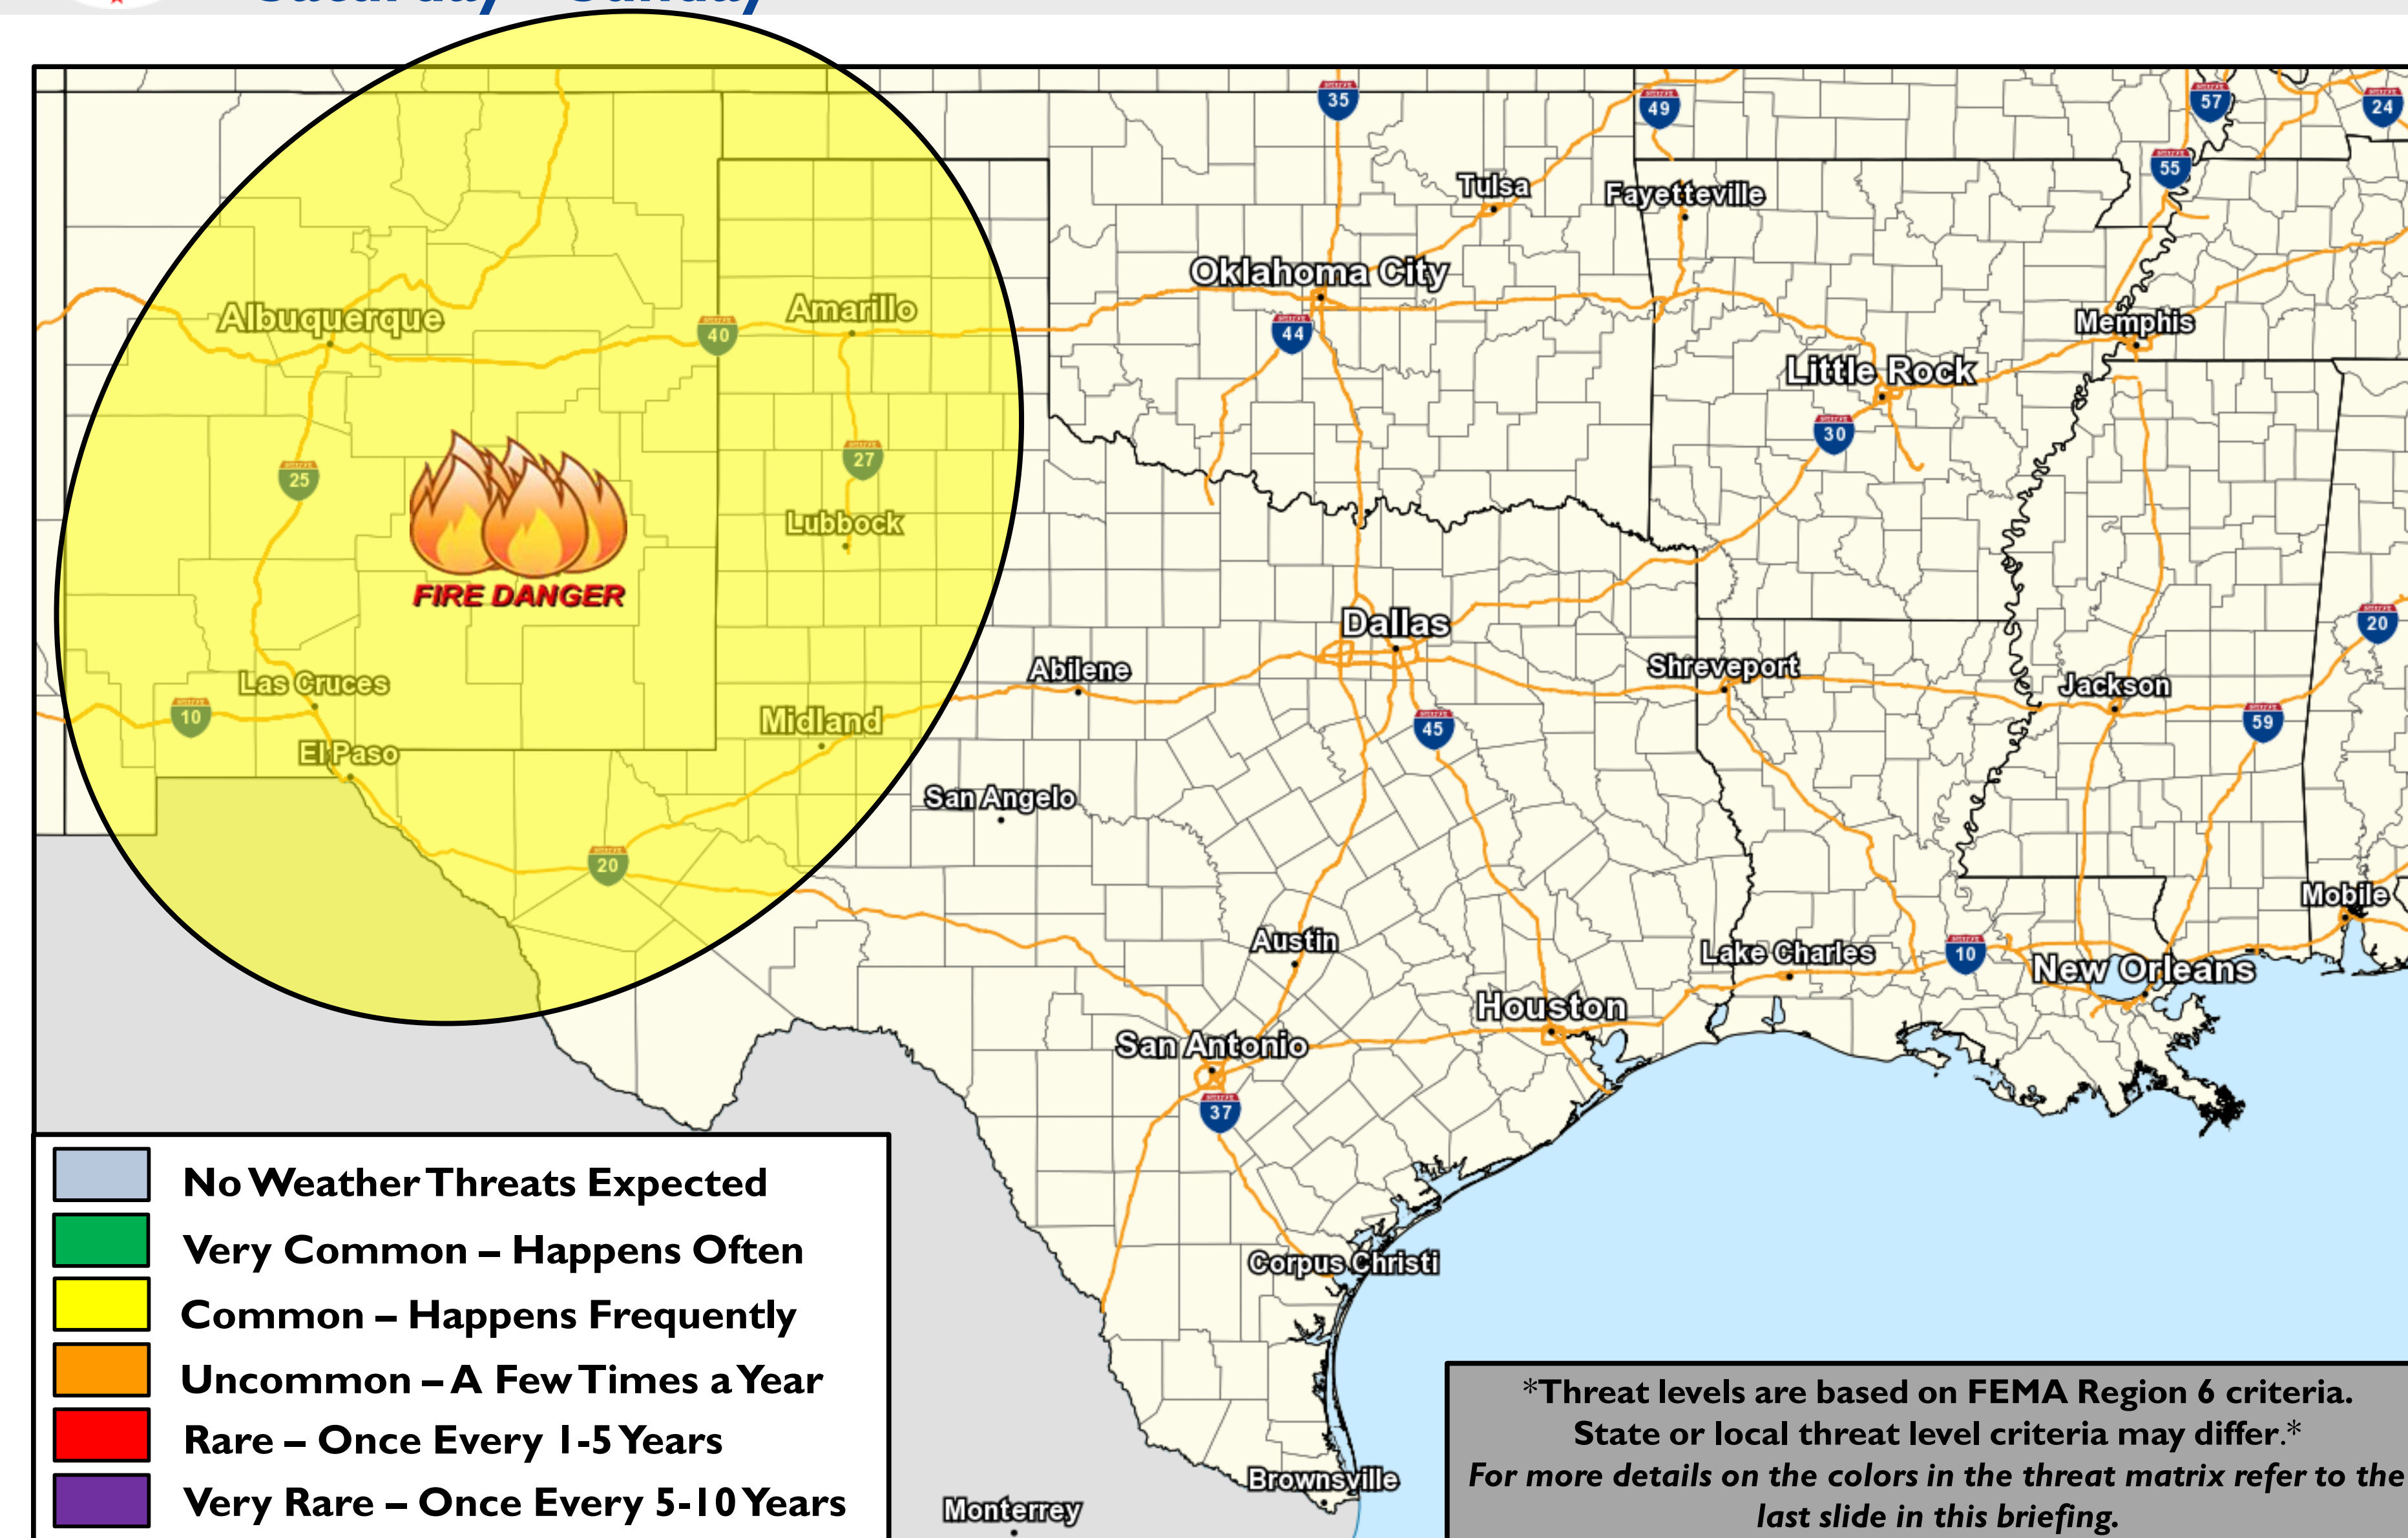 Saturday - Sunday
35
49
57
24
55
Tulsa
Fayetteville
Oklahoma City
Albuquerque
Amarillo
40
44
Memphis
Little Rock
30
25
27
Lubbock
FIRE DANGER
Dallas
20
Abilene
Shreveport
Jackson
Las Cruces
10
Midland
45
59
El Paso
San Angelo
20
Mobile
Austin
Lake Charles
10
New Orleans
Houston
San Antonio
37
No Weather Threats Expected
Very Common – Happens Often
Corpus Christi
Common – Happens Frequently
Uncommon – A Few Times a Year
Rare – Once Every 1-5 Years
Very Rare – Once Every 5-10 Years
Brownsville
Monterrey
*Threat levels are based on FEMA Region 6 criteria.
State or local threat level criteria may differ.*
For more details on the colors in the threat matrix refer to the
last slide in this briefing.